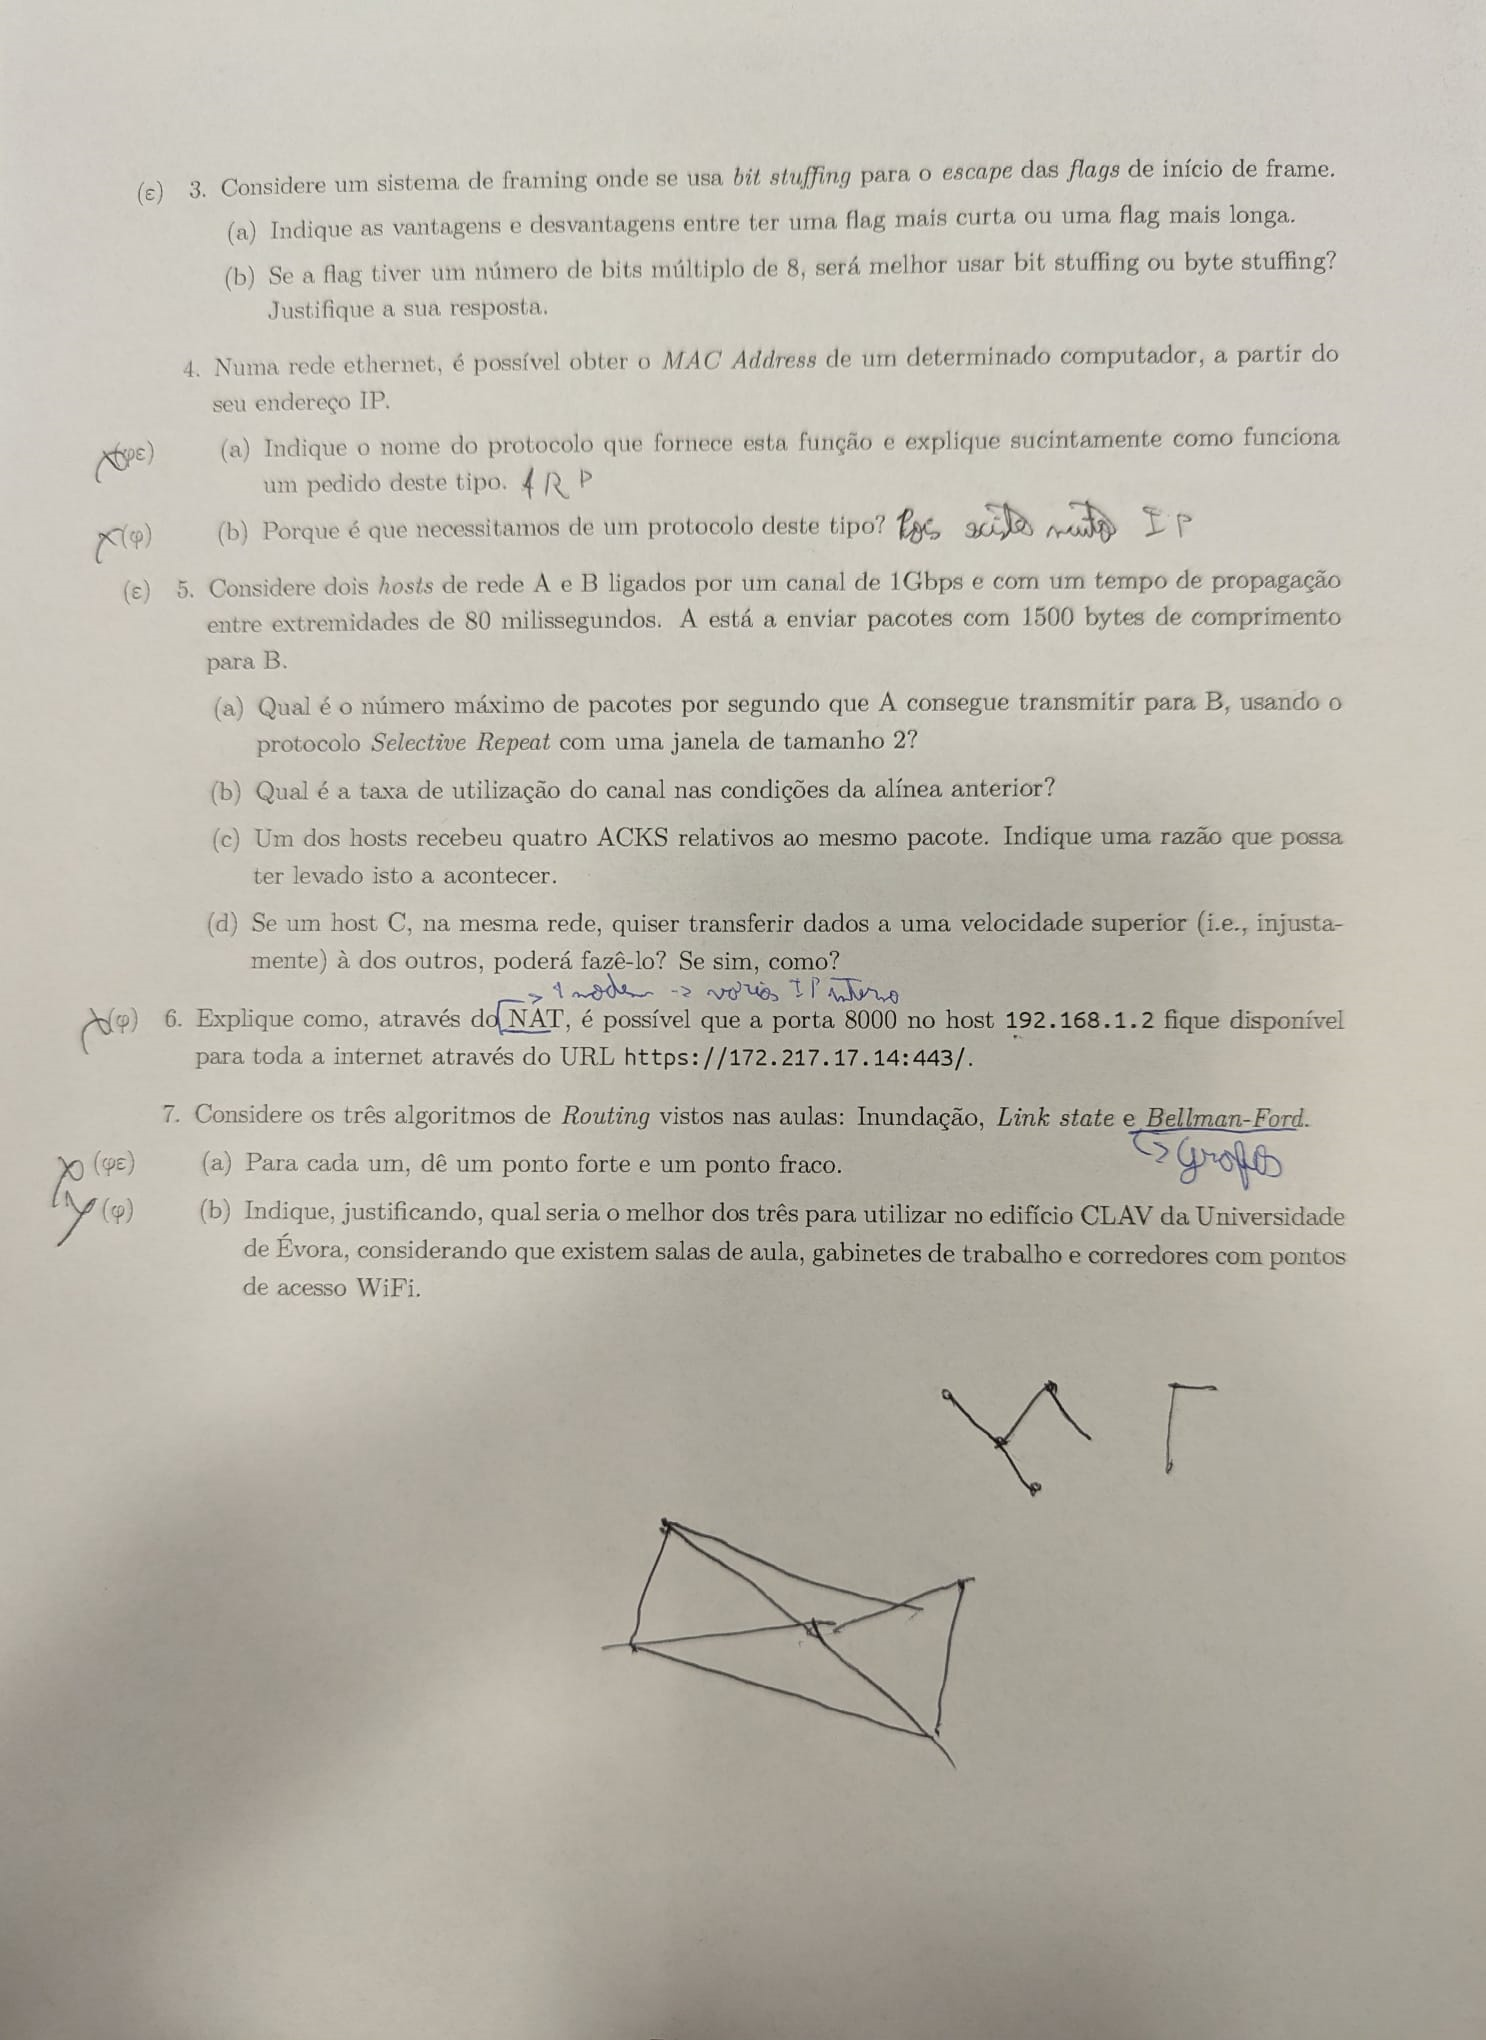 (ε) 3. Considere um sistema de framing onde se usa bit stuffing para o escape das flags de início de frame.
(a) Indique as vantagens e desvantagens entre ter uma flag mais curta ou uma flag mais longa.
(b) Se a flag tiver um número de bits múltiplo de 8, será melhor usar bit stuffing ou byte stuffing?
Justifique a sua resposta.
4. Numa rede ethernet, é possível obter o MAC Address de um determinado computador, a partir do
seu endereço IP.
(φε) (a) Indique o nome do protocolo que fornece esta função e explique sucintamente como funciona
um pedido deste tipo. ARP
(φ) (b) Porque é que necessitamos de um protocolo deste tipo? IP
(ε) 5. Considere dois hosts de rede A e B ligados por um canal de 1Gbps e com um tempo de propagação
entre extremidades de 80 milissegundos. A está a enviar pacotes com 1500 bytes de comprimento
para B.
(a) Qual é o número máximo de pacotes por segundo que A consegue transmitir para B, usando o
protocolo Selective Repeat com uma janela de tamanho 2?
(b) Qual é a taxa de utilização do canal nas condições da alínea anterior?
(c) Um dos hosts recebeu quatro ACKS relativos ao mesmo pacote. Indique uma razão que possa
ter levado isto a acontecer.
(d) Se um host C, na mesma rede, quiser transferir dados a uma velocidade superior (i.e., injusta-
mente) à dos outros, poderá fazê-lo? Se sim, como?
-> 1 modem -> vários IP interno
(φ) 6. Explique como, através do NAT, é possível que a porta 8000 no host 192.168.1.2 fique disponível
para toda a internet através do URL https://172.217.17.14:443/.
7. Considere os três algoritmos de Routing vistos nas aulas: Inundação, Link state e Bellman-Ford.
-> Grafos
(φε) (a) Para cada um, dê um ponto forte e um ponto fraco.
(φ) (b) Indique, justificando, qual seria o melhor dos três para utilizar no edifício CLAV da Universidade
de Évora, considerando que existem salas de aula, gabinetes de trabalho e corredores com pontos
de acesso WiFi.